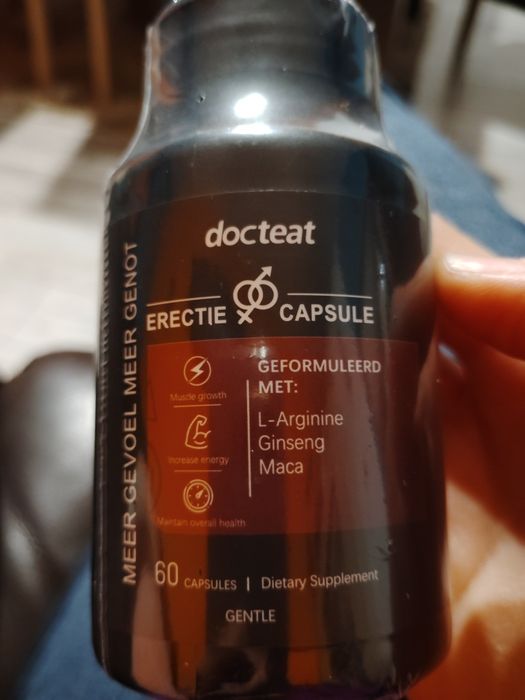 docteat
ERECTIE CAPSULE
MEER GEVOEL MEER GENOT
Muscle growth
Increase energy
Maintain overall health
GEFORMULEERD
MET:
L-Arginine
Ginseng
Maca
60 CAPSULES | Dietary Supplement
GENTLE